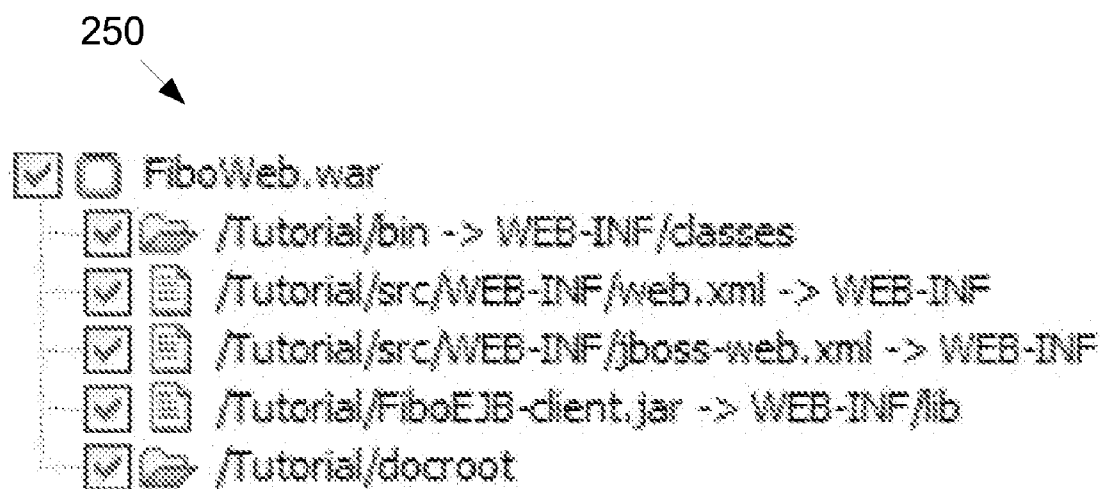 250
FiboWeb.war
/Tutorial/bin -> WEB-INF/classes
/Tutorial/src/WEB-INF/web.xml -> WEB-INF
/Tutorial/src/WEB-INF/jboss-web.xml -> WEB-INF
/Tutorial/FiboEJB-client.jar -> WEB-INF/lib
/Tutorial/docroot